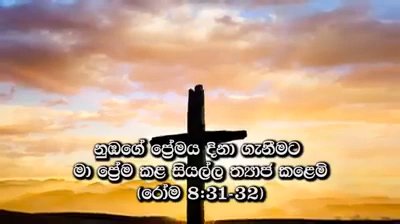 නුඹගේ ප්‍රේමය දිනා ගැනීමට
මා ප්‍රේම කළ සියල්ල ත්‍යාජ කළෙමි
(රෝම 8:31-32)